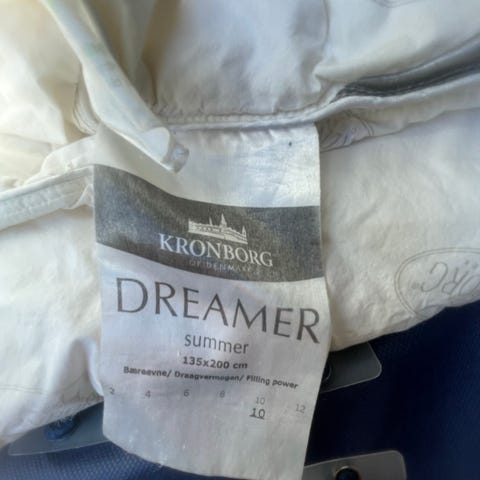 KRONBORG
OF DENMARK
DREAMER
summer
135x200 cm
Bæreevne/ Draagvermogen/ Filling power
2 4 6 8 10 12
10